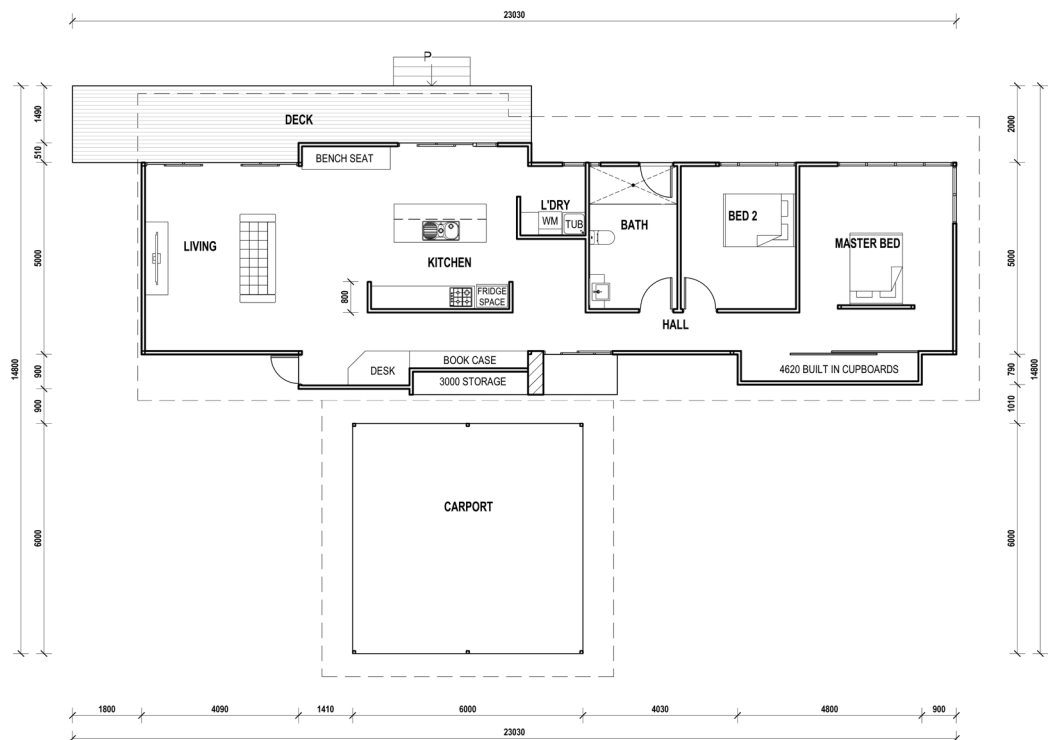 23030
P
DECK
1490
2000
510
BENCH SEAT
L'DRY
WM
TUB
BATH
BED 2
LIVING
MASTER BED
5000
5000
KITCHEN
800
FRIDGE
SPACE
HALL
BOOK CASE
DESK
3000 STORAGE
4620 BUILT IN CUPBOARDS
14800
900
790
14800
900
1010
CARPORT
6000
6000
1800
4090
1410
6000
4030
4800
900
23030